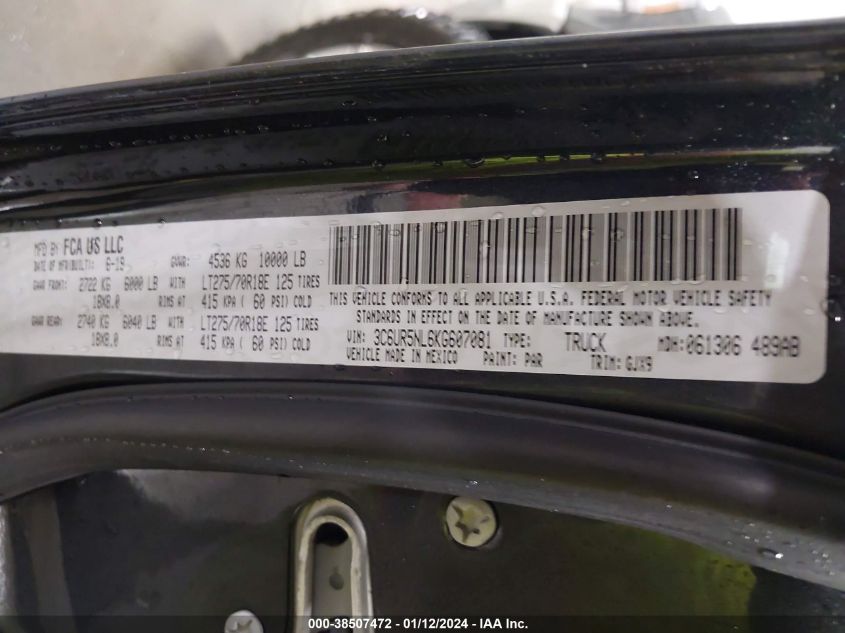 MFD BY FCA US LLC
DATE OF MFR(BUILT): 6-19 GVWR: 4536 KG 10000 LB
GAWR FRONT: 2722 KG 6000 LB WITH LT275/70R18E 125 TIRES
18X8.0 RIMS AT 415 KPA ( 60 PSI) COLD
GAWR REAR: 2740 KG 6040 LB WITH LT275/70R18E 125 TIRES
18X8.0 RIMS AT 415 KPA ( 60 PSI) COLD
THIS VEHICLE CONFORMS TO ALL APPLICABLE U.S.A. FEDERAL MOTOR VEHICLE SAFETY
STANDARDS IN EFFECT ON THE DATE OF MANUFACTURE SHOWN ABOVE.
VIN: 3C6UR5NL6KG607081 TYPE: TRUCK MDH: 061306 489AB
VEHICLE MADE IN MEXICO PAINT: PAR TRIM: GJX9
000-38507472 - 01/12/2024 - IAA Inc.